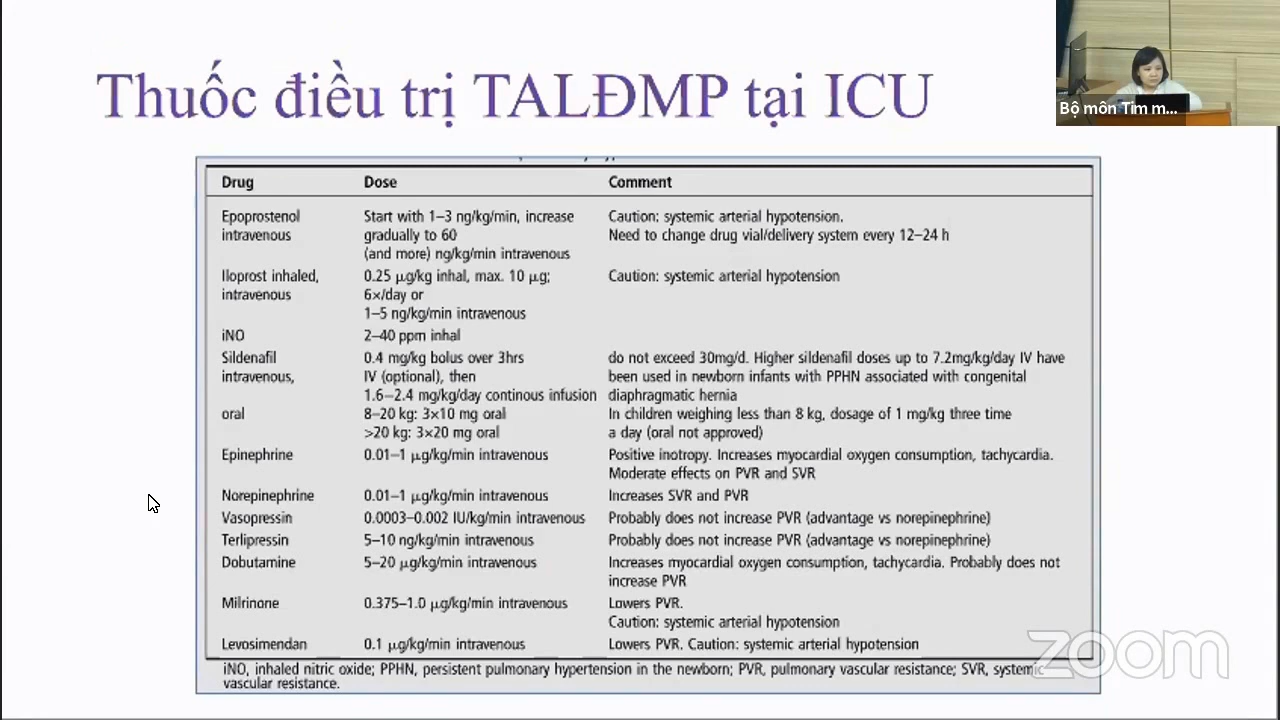 Thuốc điều trị TALĐMP tại ICU
Bộ môn Tim m...
Drug Dose Comment
Epoprostenol Start with 1–3 ng/kg/min, increase Caution: systemic arterial hypotension.
intravenous gradually to 60 Need to change drug vial/delivery system every 12–24 h
(and more) ng/kg/min intravenous
Iloprost inhaled, 0.25 μg/kg inhal, max. 10 μg; Caution: systemic arterial hypotension
intravenous 6×/day or
1–5 ng/kg/min intravenous
iNO 2–40 ppm inhal
Sildenafil 0.4 mg/kg bolus over 3hrs do not exceed 30mg/d. Higher sildenafil doses up to 7.2mg/kg/day IV have
intravenous, IV (optional), then been used in newborn infants with PPHN associated with congenital
1.6–2.4 mg/kg/day continous infusion diaphragmatic hernia
oral 8–20 kg: 3×10 mg oral In children weighing less than 8 kg, dosage of 1 mg/kg three time
>20 kg: 3×20 mg oral a day (oral not approved)
Epinephrine 0.01–1 μg/kg/min intravenous Positive inotropy. Increases myocardial oxygen consumption, tachycardia.
Moderate effects on PVR and SVR
Norepinephrine 0.01–1 μg/kg/min intravenous Increases SVR and PVR
Vasopressin 0.0003–0.002 IU/kg/min intravenous Probably does not increase PVR (advantage vs norepinephrine)
Terlipressin 5–10 ng/kg/min intravenous Probably does not increase PVR (advantage vs norepinephrine)
Dobutamine 5–20 μg/kg/min intravenous Increases myocardial oxygen consumption, tachycardia. Probably does not
increase PVR
Milrinone 0.375–1.0 μg/kg/min intravenous Lowers PVR.
Caution: systemic arterial hypotension
Levosimendan 0.1 μg/kg/min intravenous Lowers PVR. Caution: systemic arterial hypotension
iNO, inhaled nitric oxide; PPHN, persistent pulmonary hypertension in the newborn; PVR, pulmonary vascular resistance; SVR, systemic
vascular resistance.
zoom